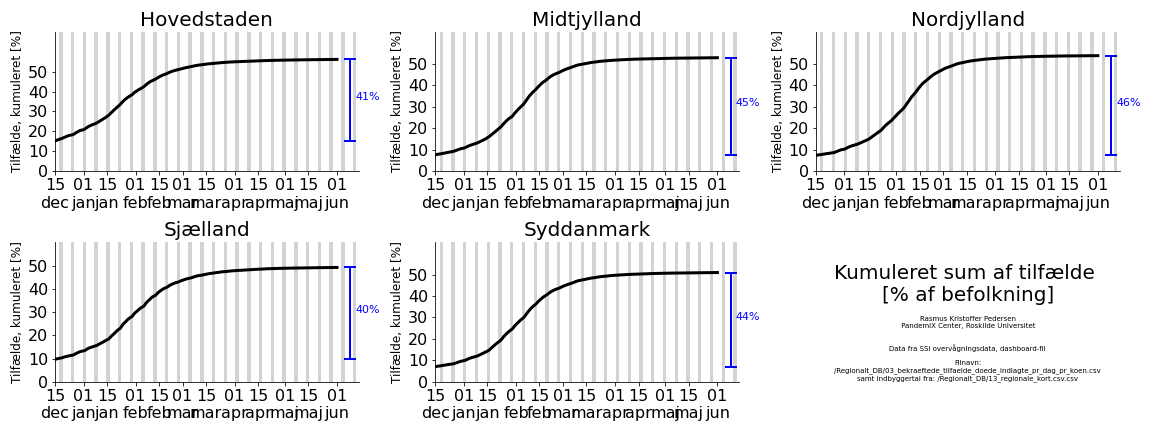 Hovedstaden
Tilfælde, kumuleret [%]
50
40
30
20
10
0
41%
15 01 15 01 15 01 15 01 15 01 15 01
dec jan jan feb feb mar mar apr apr maj maj jun
Midtjylland
Tilfælde, kumuleret [%]
50
40
30
20
10
0
45%
15 01 15 01 15 01 15 01 15 01 15 01
dec jan jan feb feb mar mar apr apr maj maj jun
Nordjylland
Tilfælde, kumuleret [%]
50
40
30
20
10
0
46%
15 01 15 01 15 01 15 01 15 01 15 01
dec jan jan feb feb mar mar apr apr maj maj jun
Sjælland
Tilfælde, kumuleret [%]
50
40
30
20
10
0
40%
15 01 15 01 15 01 15 01 15 01 15 01
dec jan jan feb feb mar mar apr apr maj maj jun
Syddanmark
Tilfælde, kumuleret [%]
50
40
30
20
10
0
44%
15 01 15 01 15 01 15 01 15 01 15 01
dec jan jan feb feb mar mar apr apr maj maj jun
Kumuleret sum af tilfælde
[% af befolkning]
Rasmus Kristoffer Pedersen
PandemiX Center, Roskilde Universitet
Data fra SSI overvågningsdata, dashboard-fil
Filnavn:
/Regionalt_DB/03_bekraeftede_tilfaelde_doede_indlagte_pr_dag_pr_koen.csv
samt indbyggertal fra: /Regionalt_DB/13_regionale_kort.csv.csv